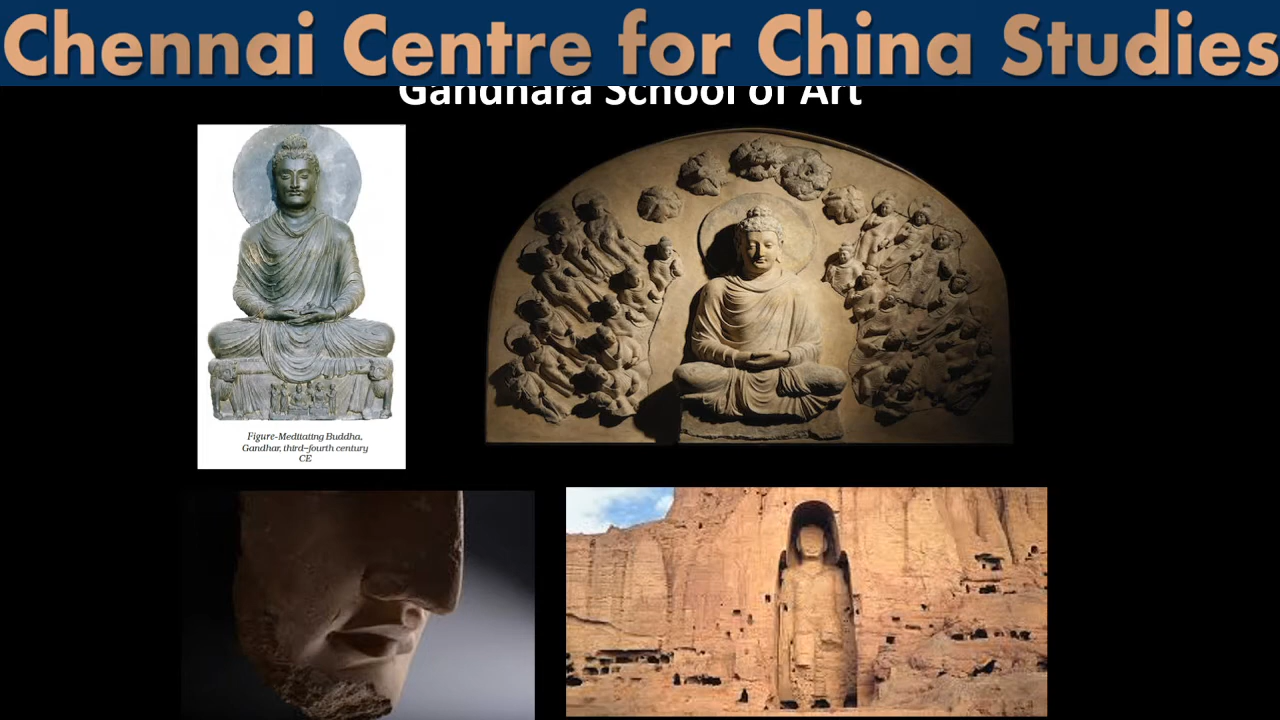 Chennai Centre for China Studies
Gandhara School of Art
Figure-Meditating Buddha,
Gandhar, third–fourth century
CE